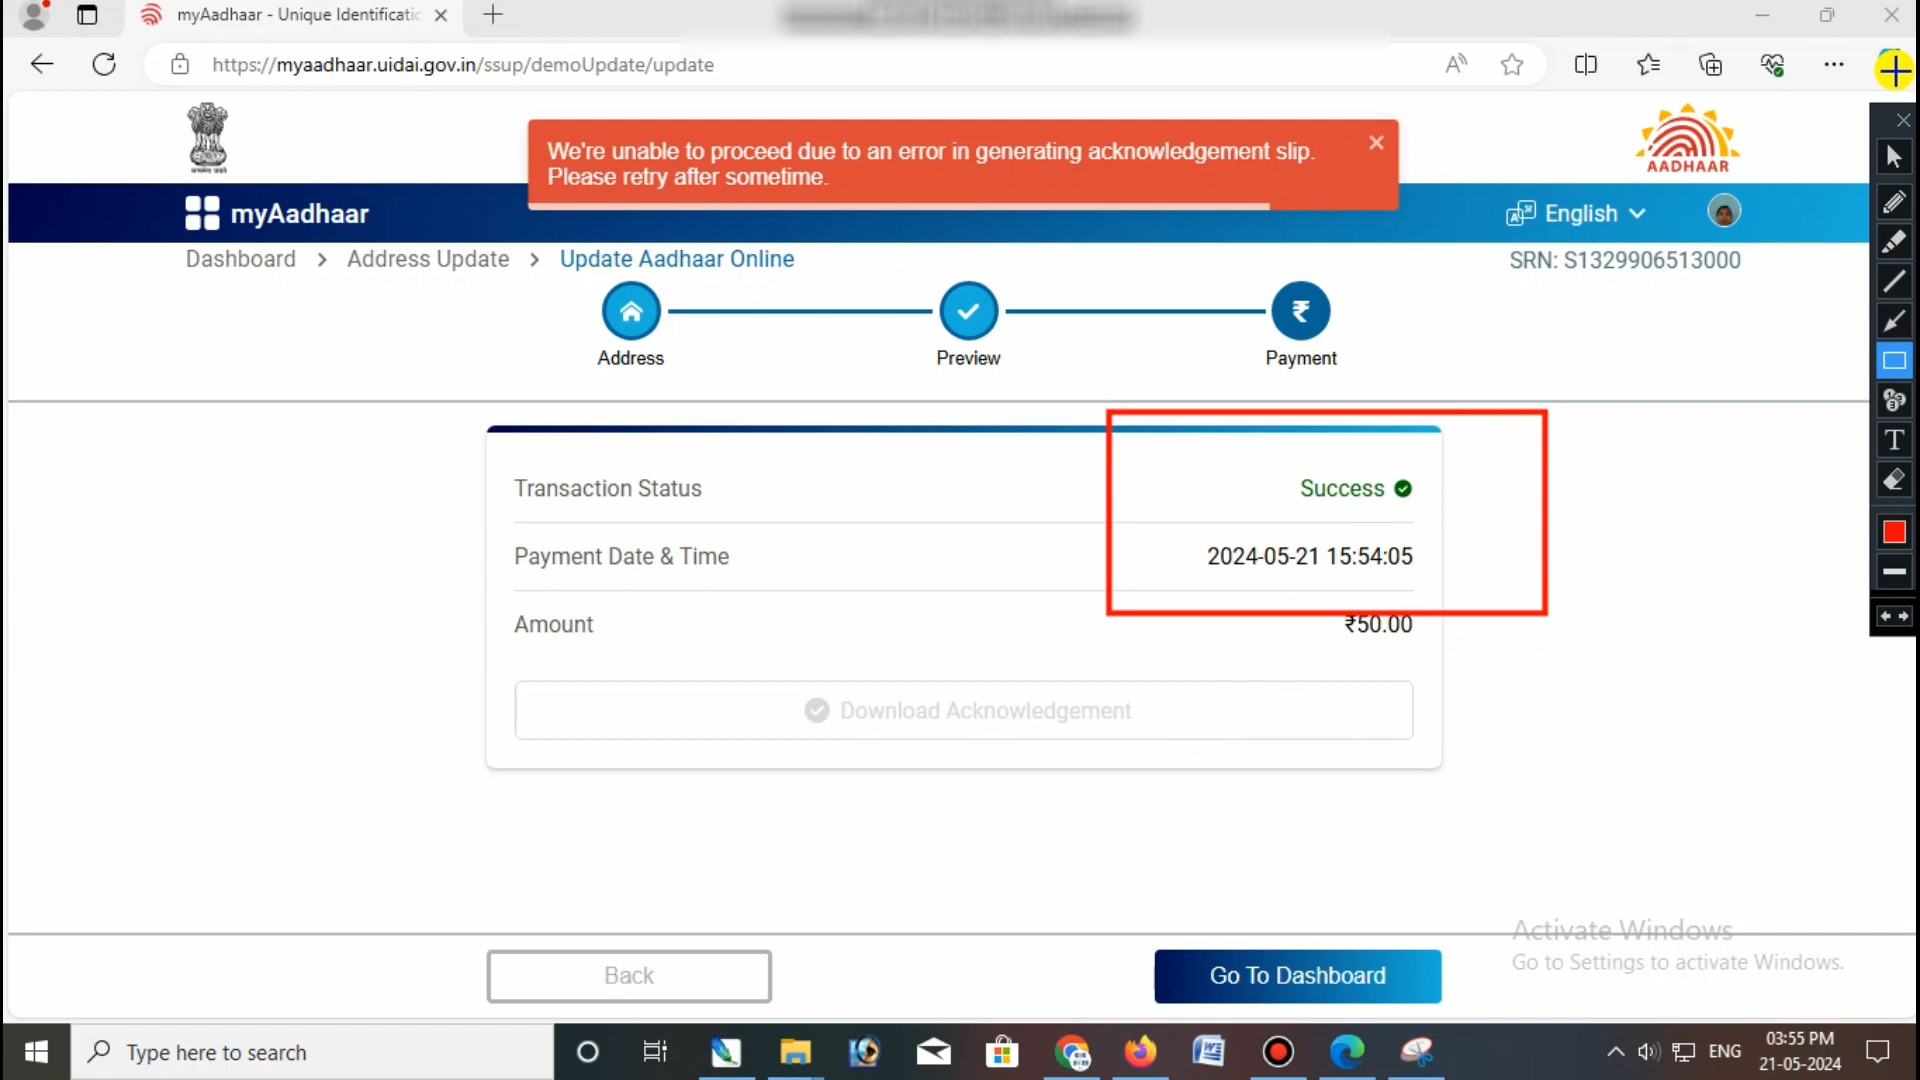 myAadhaar - Unique Identificatic
https://myaadhaar.uidai.gov.in/ssup/demoUpdate/update
We're unable to proceed due to an error in generating acknowledgement slip.
Please retry after sometime.
AADHAAR
myAadhaar
English
Dashboard > Address Update > Update Aadhaar Online
SRN: S1329906513000
Address
Preview
₹
Payment
Transaction Status
Success
Payment Date & Time
2024-05-21 15:54:05
Amount
₹50.00
Download Acknowledgement
Back
Go To Dashboard
Activate Windows
Go to Settings to activate Windows.
Type here to search
ENG
03:55 PM
21-05-2024